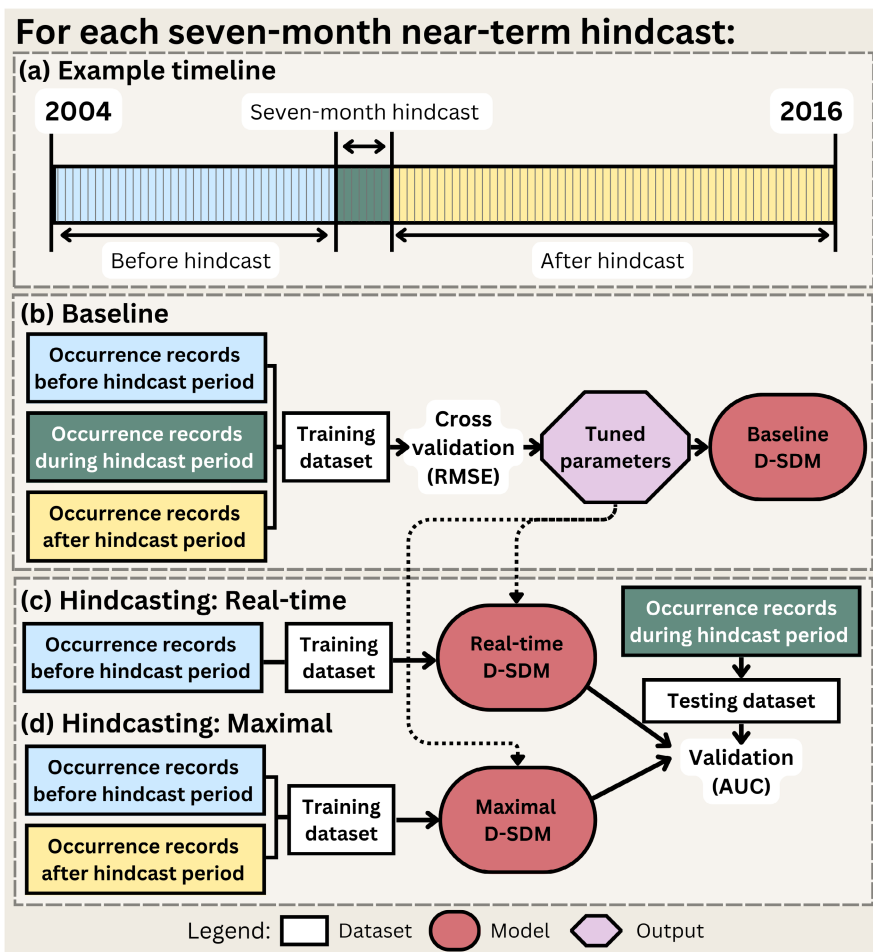 For each seven-month near-term hindcast:
(a) Example timeline
2004
Seven-month hindcast
2016
Before hindcast
After hindcast
(b) Baseline
Occurrence records
before hindcast period
Occurrence records
during hindcast period
Occurrence records
after hindcast period
Training
dataset
Cross
validation
(RMSE)
Tuned
parameters
Baseline
D-SDM
(c) Hindcasting: Real-time
Occurrence records
before hindcast period
Training
dataset
Real-time
D-SDM
Occurrence records
during hindcast period
Testing dataset
Validation
(AUC)
(d) Hindcasting: Maximal
Occurrence records
before hindcast period
Occurrence records
after hindcast period
Training
dataset
Maximal
D-SDM
Legend: Dataset Model Output